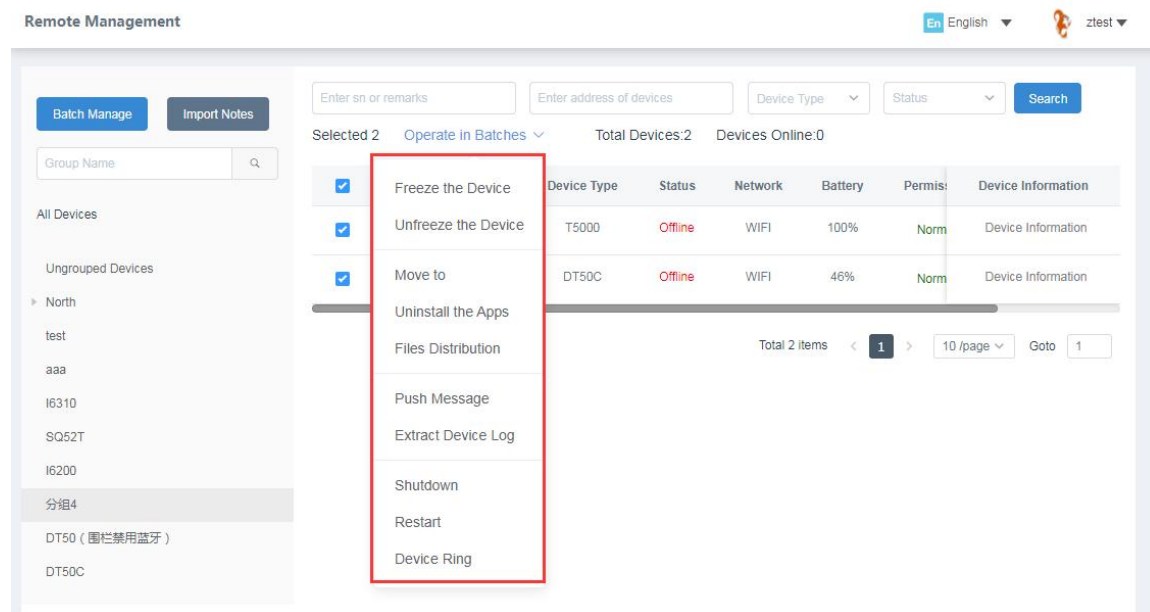 Remote Management
En English
ztest
Batch Manage
Import Notes
Group Name
All Devices
Ungrouped Devices
North
test
aaa
I6310
SQ52T
I6200
分组4
DT50（围栏禁用蓝牙）
DT50C
Enter sn or remarks
Enter address of devices
Device Type
Status
Search
Selected 2
Operate in Batches
Total Devices:2
Devices Online:0
Device Type Status Network Battery Permis Device Information
T5000 Offline WIFI 100% Norm Device Information
DT50C Offline WIFI 46% Norm Device Information
Freeze the Device
Unfreeze the Device
Move to
Uninstall the Apps
Files Distribution
Push Message
Extract Device Log
Shutdown
Restart
Device Ring
Total 2 items < 1 > 10 /page Goto 1